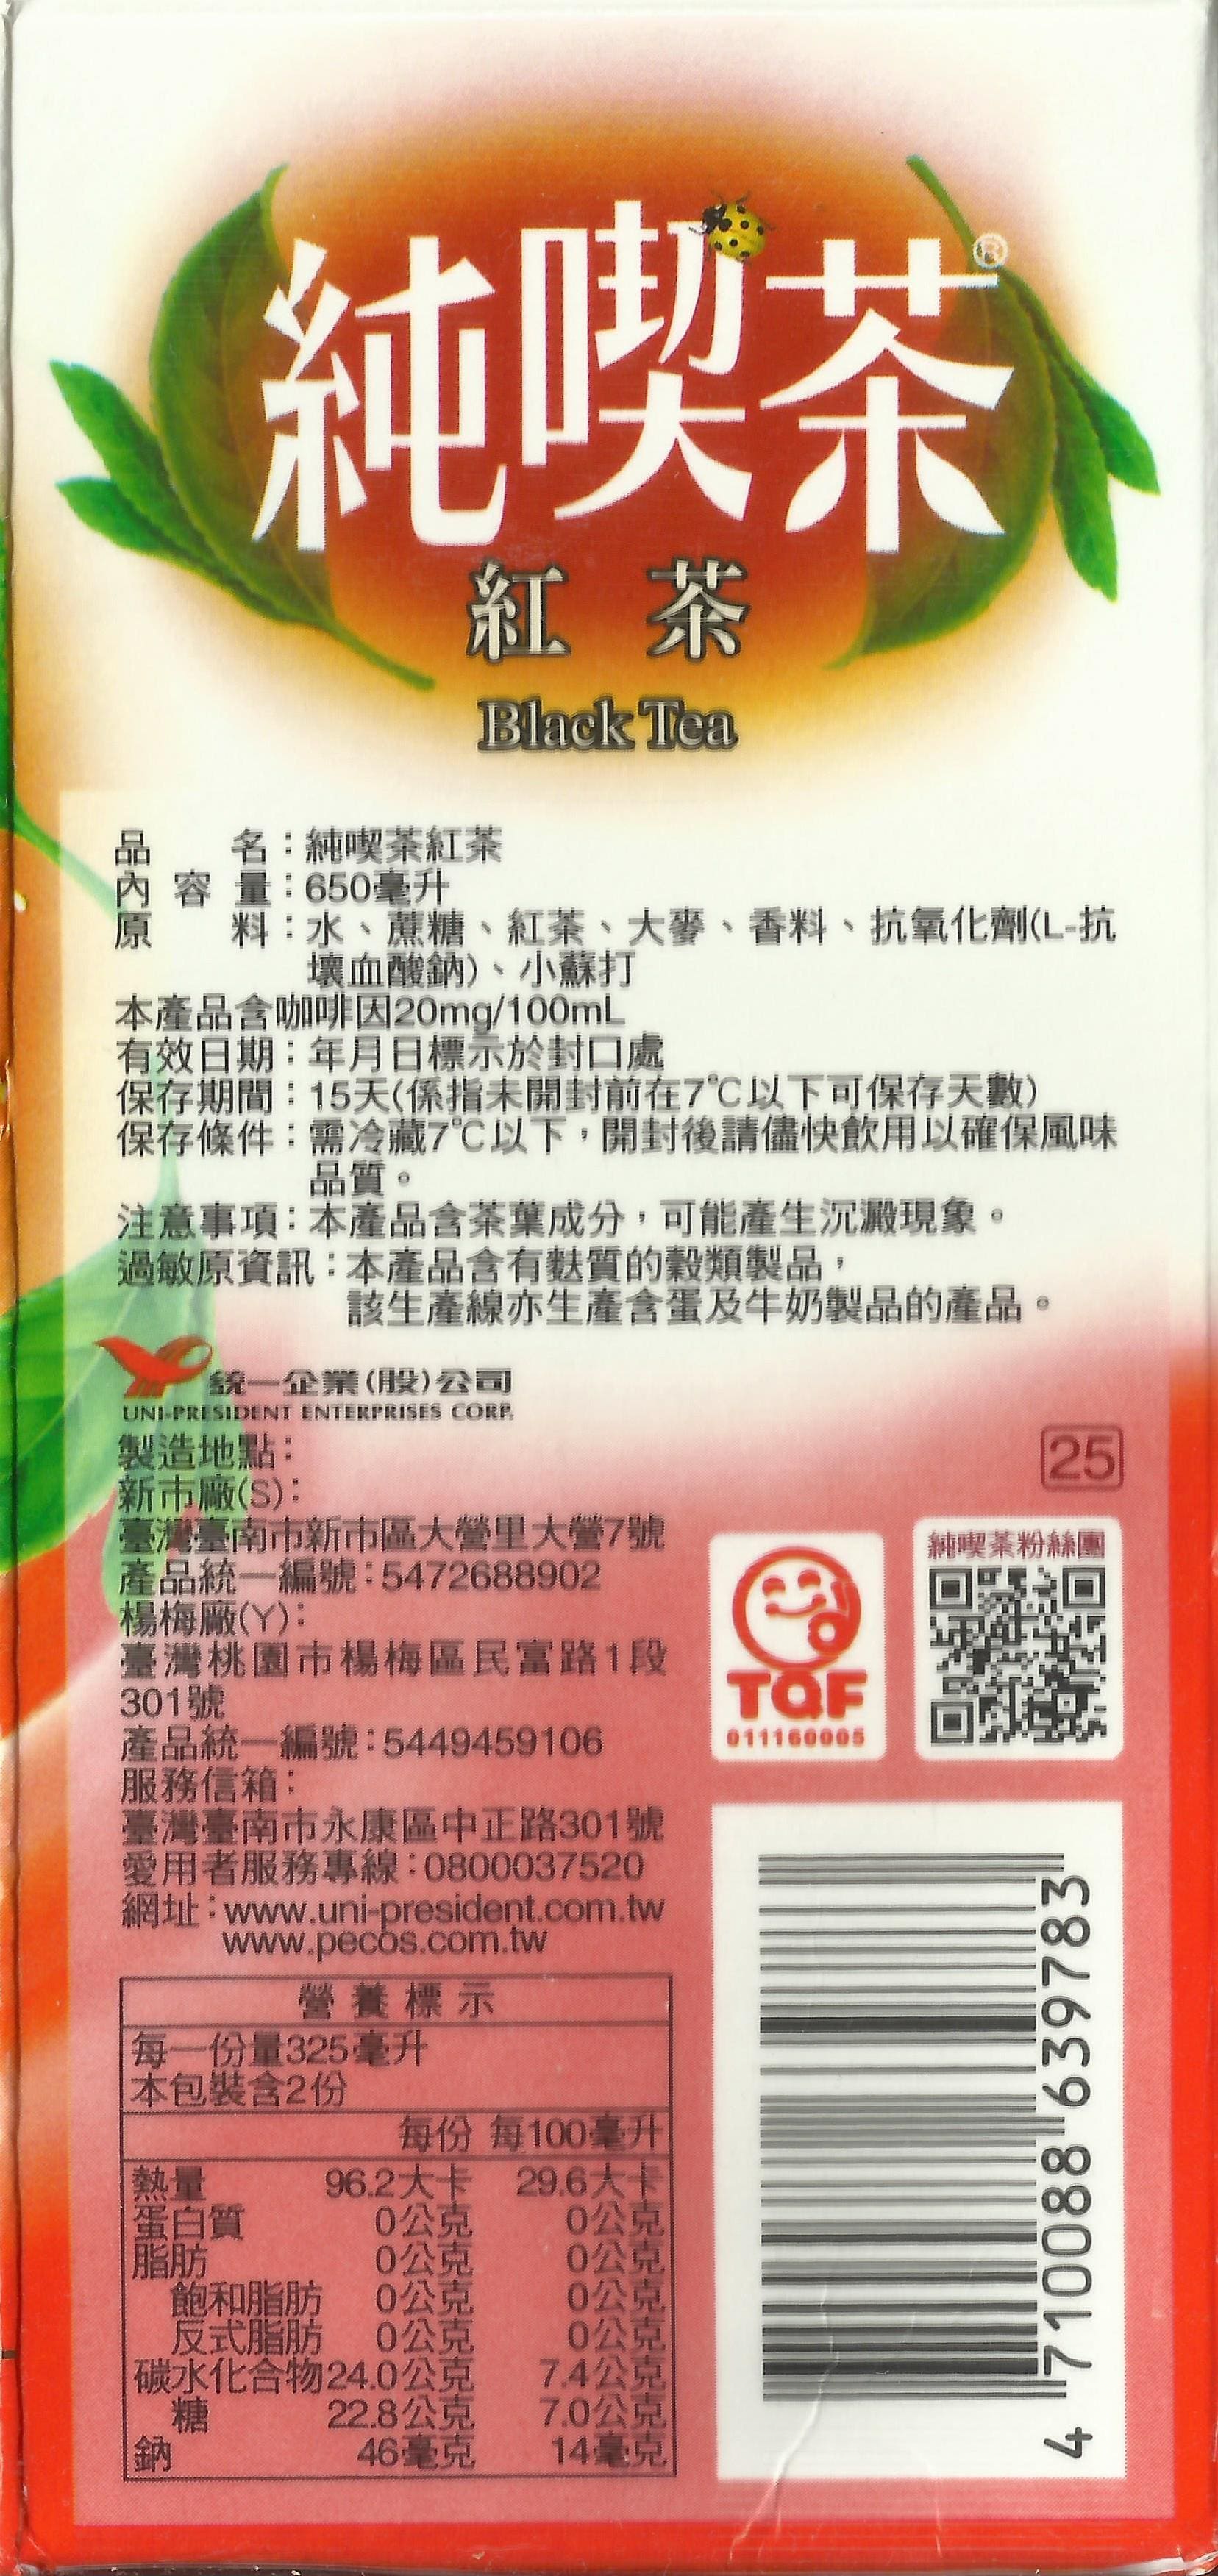 純喫茶®
紅茶
Black Tea
品名：純喫茶紅茶
內容量：650毫升
原料：水、蔗糖、紅茶、大麥、香料、抗氧化劑(L-抗
壞血酸鈉)、小蘇打
本產品含咖啡因20mg/100mL
有效日期：年月日標示於封口處
保存期間：15天(係指未開封前在7℃以下可保存天數)
保存條件：需冷藏7℃以下，開封後請儘快飲用以確保風味
品質。
注意事項：本產品含茶葉成分，可能產生沉澱現象。
過敏原資訊：本產品含有麩質的穀類製品，
該生產線亦生產含蛋及牛奶製品的產品。
統一企業(股)公司
UNI-PRESIDENT ENTERPRISES CORP.
製造地點：
新市廠(S)：
臺灣臺南市新市區大營里大營7號
產品統一編號：5472688902
楊梅廠(Y)：
臺灣桃園市楊梅區民富路1段
301號
產品統一編號：5449459106
服務信箱：
臺灣臺南市永康區中正路301號
愛用者服務專線：0800037520
網址：www.uni-president.com.tw
www.pecos.com.tw
25
純喫茶粉絲團
TQF
011160005
營養標示
每一份量325毫升
本包裝含2份
每份 每100毫升
熱量 96.2大卡 29.6大卡
蛋白質 0公克 0公克
脂肪 0公克 0公克
飽和脂肪 0公克 0公克
反式脂肪 0公克 0公克
碳水化合物 24.0公克 7.4公克
糖 22.8公克 7.0公克
鈉 46毫克 14毫克
4 710088 639783